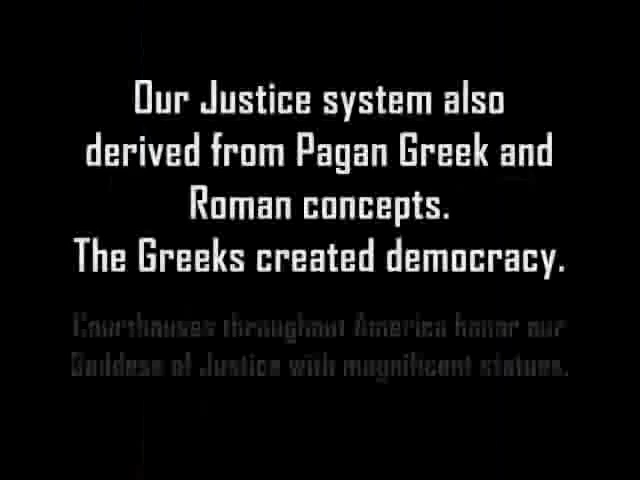 Our Justice system also
derived from Pagan Greek and
Roman concepts.
The Greeks created democracy.
Courthouses throughout America honor our
Goddess of Justice with magnificent statues.